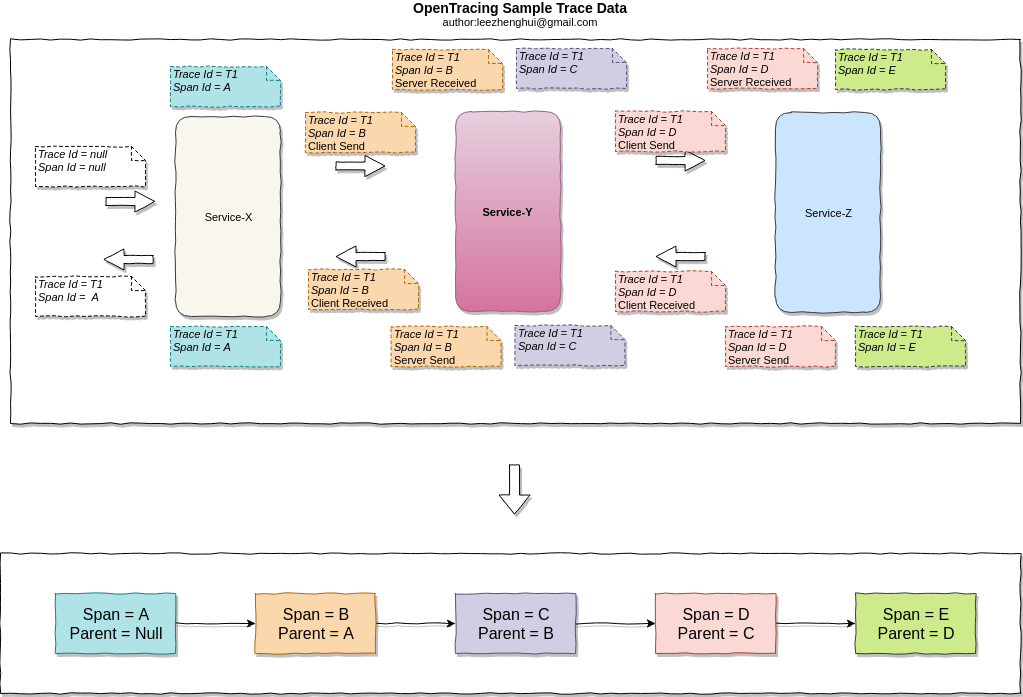 OpenTracing Sample Trace Data
author:leezhenghui@gmail.com
Trace Id = T1
Span Id = A
Trace Id = T1
Span Id = B
Server Received
Trace Id = T1
Span Id = C
Trace Id = T1
Span Id = D
Server Received
Trace Id = T1
Span Id = E
Trace Id = null
Span Id = null
Trace Id = T1
Span Id = B
Client Send
Trace Id = T1
Span Id = D
Client Send
Service-X
Service-Y
Service-Z
Trace Id = T1
Span Id =  A
Trace Id = T1
Span Id = B
Client Received
Trace Id = T1
Span Id = D
Client Received
Trace Id = T1
Span Id = A
Trace Id = T1
Span Id = B
Server Send
Trace Id = T1
Span Id = C
Trace Id = T1
Span Id = D
Server Send
Trace Id = T1
Span Id = E
Span = A
Parent = Null
Span = B
Parent = A
Span = C
Parent = B
Span = D
Parent = C
Span = E
Parent = D